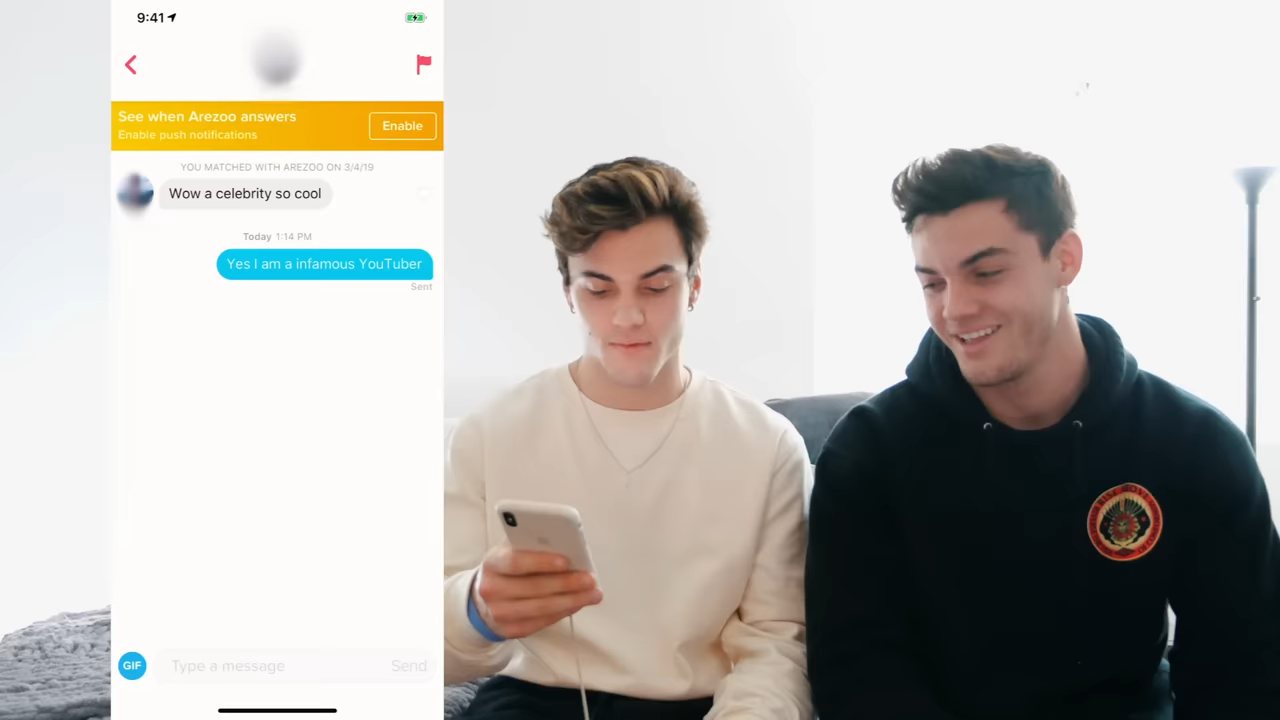 9:41
See when Arezoo answers
Enable push notifications
Enable
YOU MATCHED WITH AREZOO ON 3/4/19
Wow a celebrity so cool
Today 1:14 PM
Yes I am a infamous YouTuber
Sent
GIF
Type a message
Send